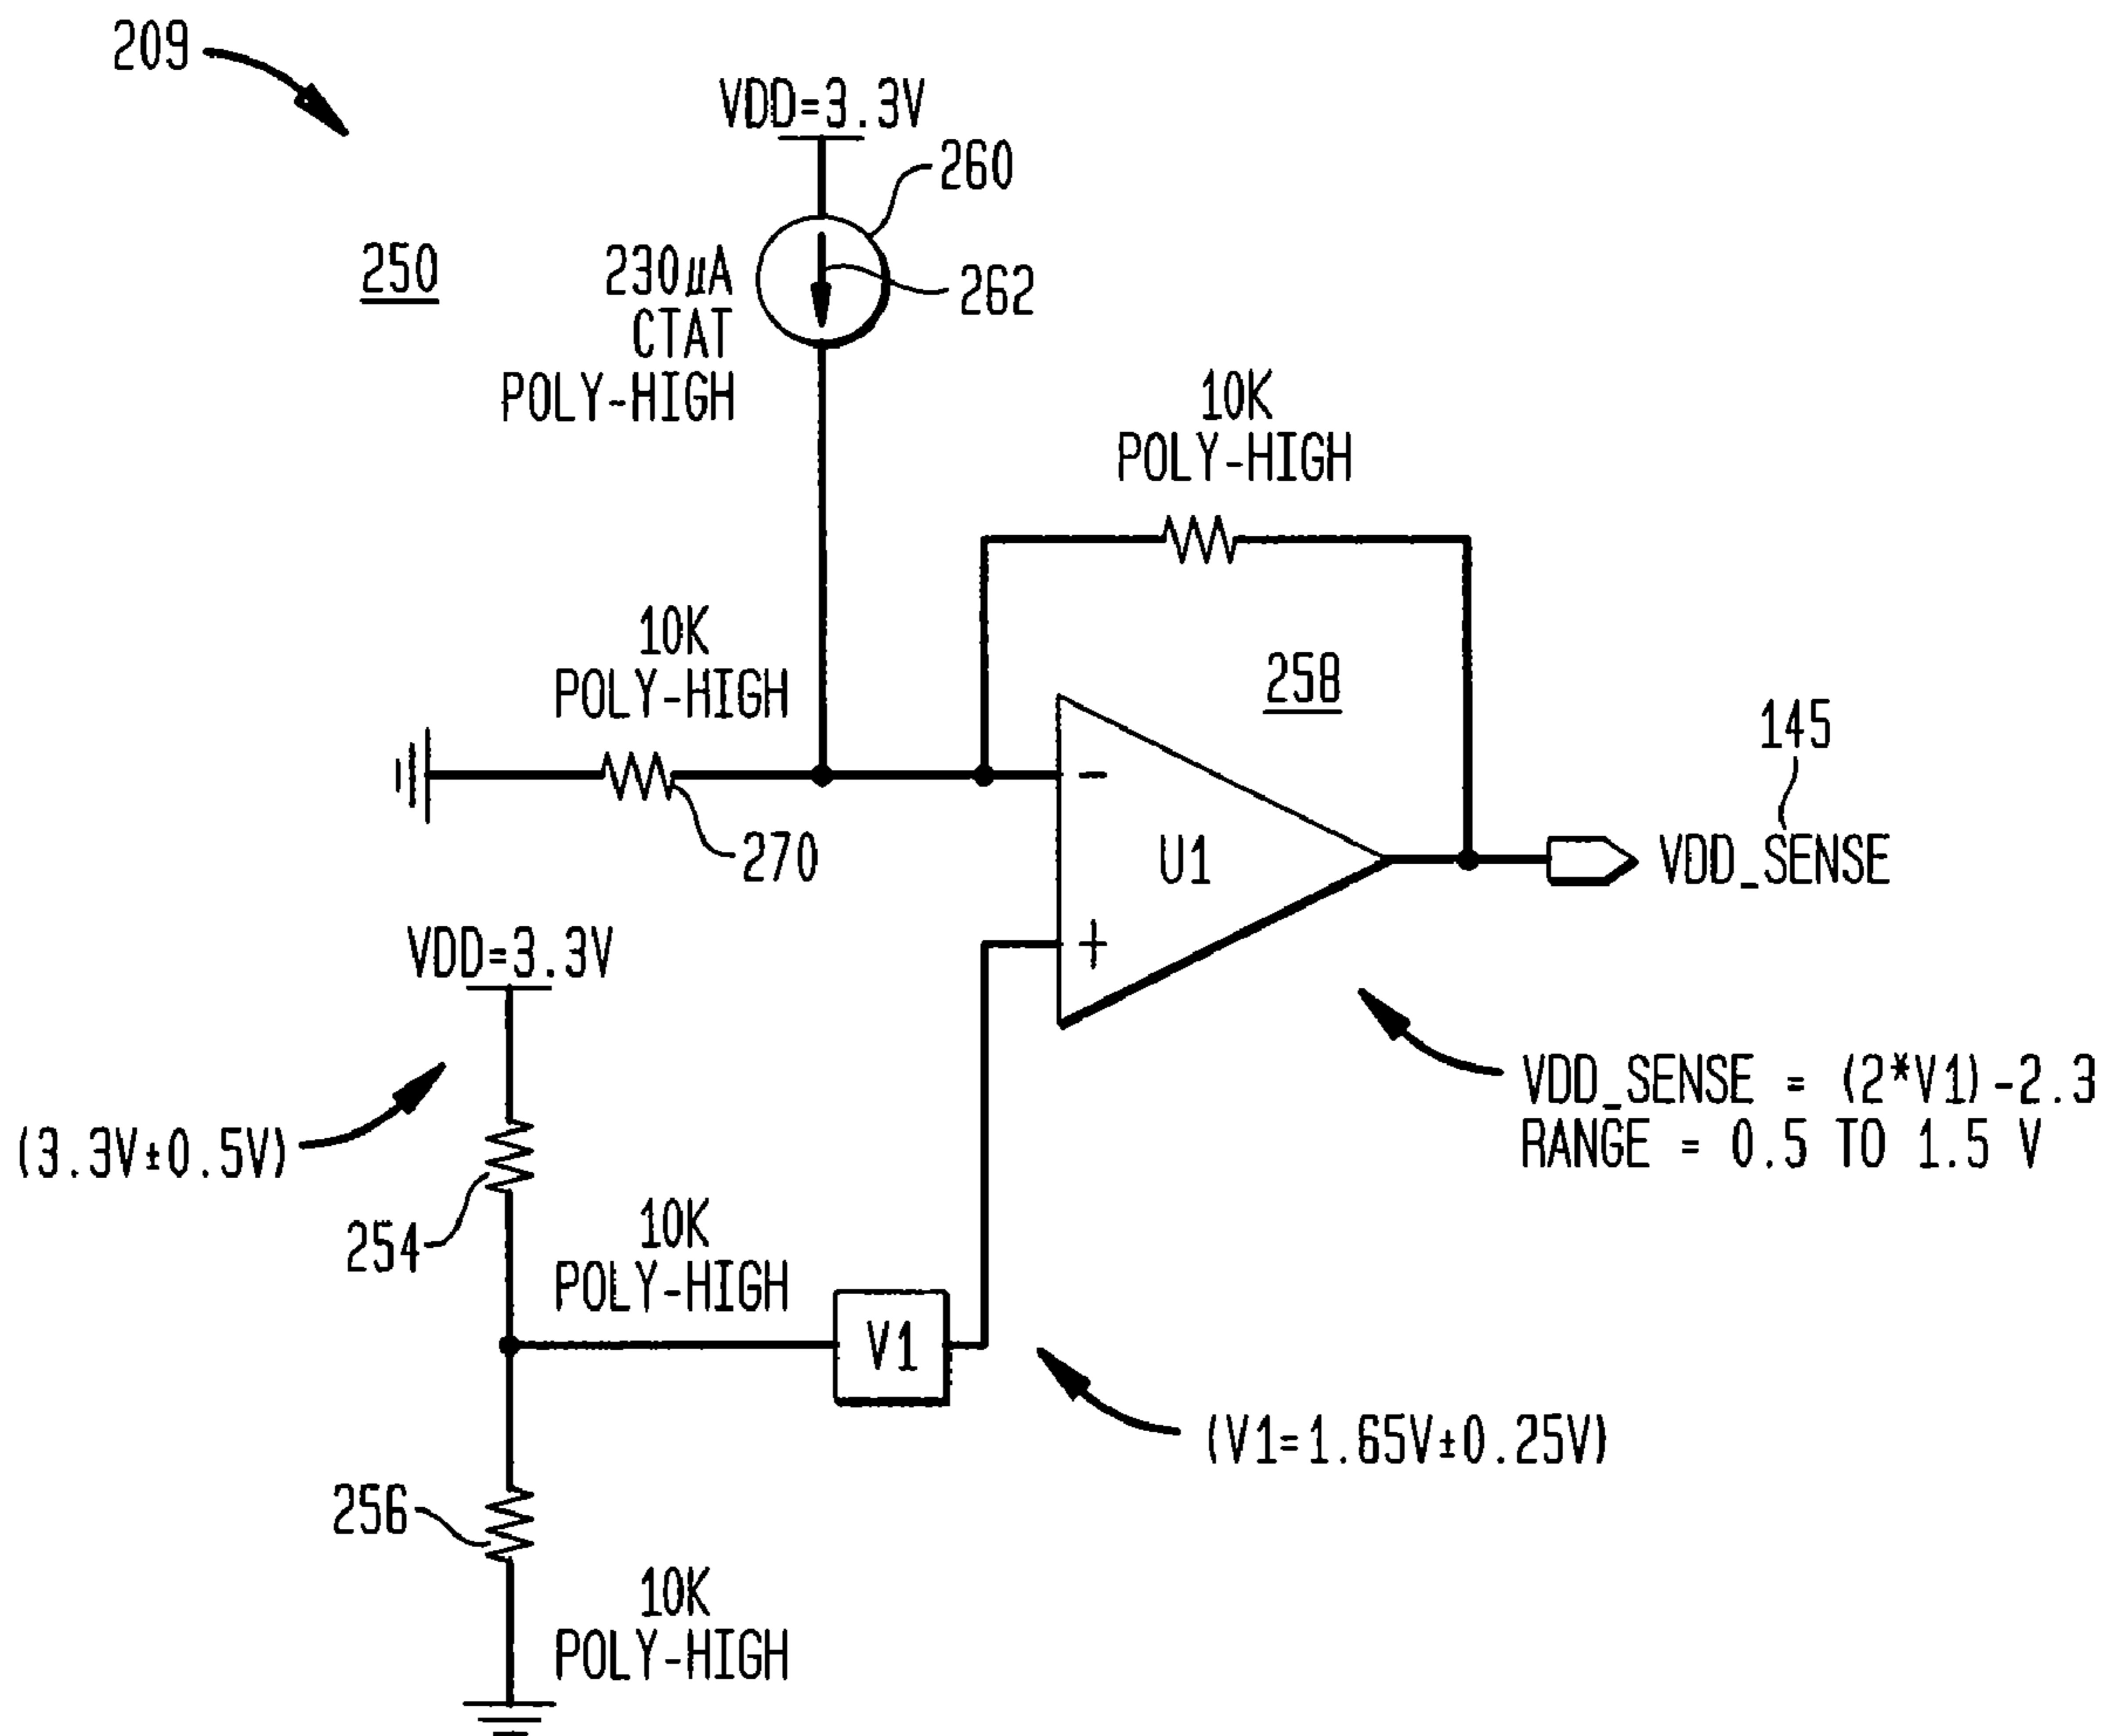 209
VDD=3.3V
260
250
230µA
CTAT
POLY-HIGH
262
10K
POLY-HIGH
10K
POLY-HIGH
258
145
-
U1
+
VDD_SENSE
270
VDD=3.3V
(3.3V±0.5V)
VDD_SENSE = (2*V1)-2.3
RANGE = 0.5 TO 1.5 V
254
10K
POLY-HIGH
V1
(V1=1.65V±0.25V)
256
10K
POLY-HIGH